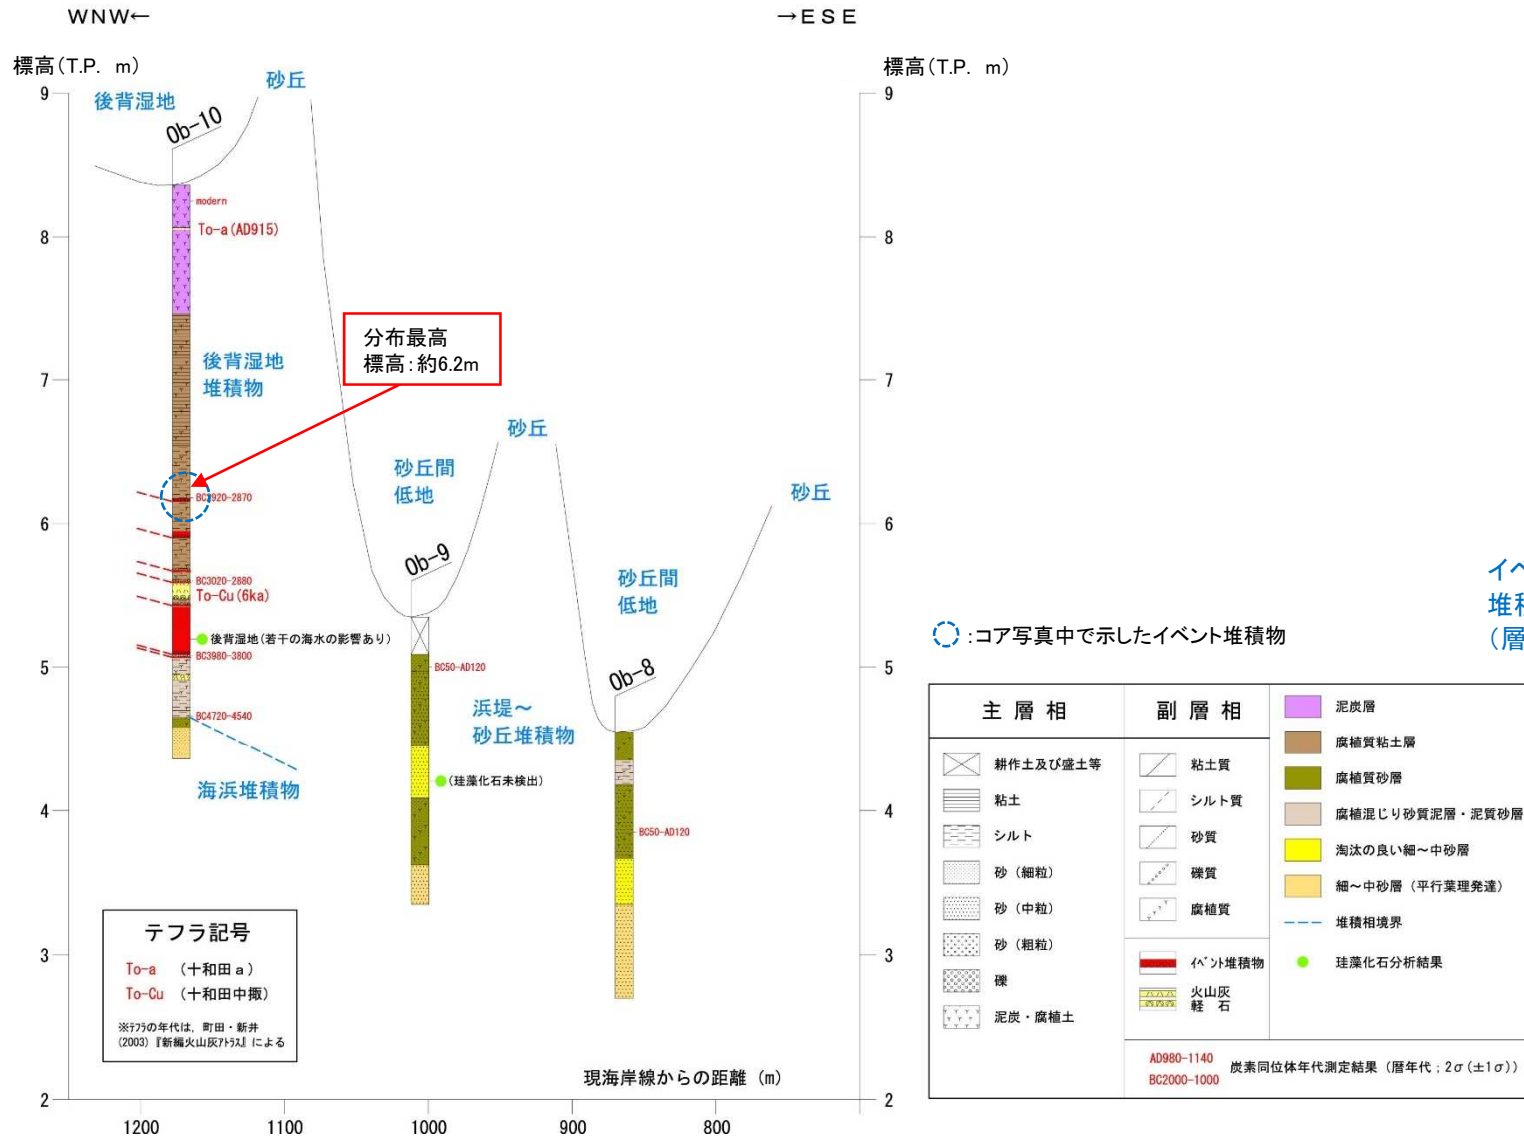 WNW←
→ESE
標高(T.P. m)
標高(T.P. m)
9
8
7
6
5
4
3
2
9
8
7
6
5
4
3
2
後背湿地
砂丘
Ob-10
modern
To-a(AD915)
後背湿地
堆積物
分布最高
標高:約6.2m
砂丘
砂丘間
低地
砂丘
Ob-9
砂丘間
低地
Ob-8
BC3020-2880
To-Cu(6ka)
後背湿地(若干の海水の影響あり)
BC3980-3800
BC4720-4540
海浜堆積物
BC50-AD120
浜堤～
砂丘堆積物
(珪藻化石未検出)
BC50-AD120
テフラ記号
To-a (十和田a)
To-Cu (十和田中掫)
※テフラの年代は,町田・新井
(2003)『新編火山灰アトラス』による
現海岸線からの距離 (m)
1200
1100
1000
900
800
:コア写真中で示したイベント堆積物
主層相
耕作土及び盛土等
粘土
シルト
砂(細粒)
砂(中粒)
砂(粗粒)
礫
泥炭・腐植土
副層相
粘土質
シルト質
砂質
礫質
腐植質
イベント堆積物
火山灰
軽石
泥炭層
腐植質粘土層
腐植質砂層
腐植混じり砂質泥層・泥質砂層
淘汰の良い細～中砂層
細～中砂層(平行葉理発達)
堆積相境界
珪藻化石分析結果
AD980-1140
BC2000-1000
炭素同位体年代測定結果(暦年代;2σ(±1σ))